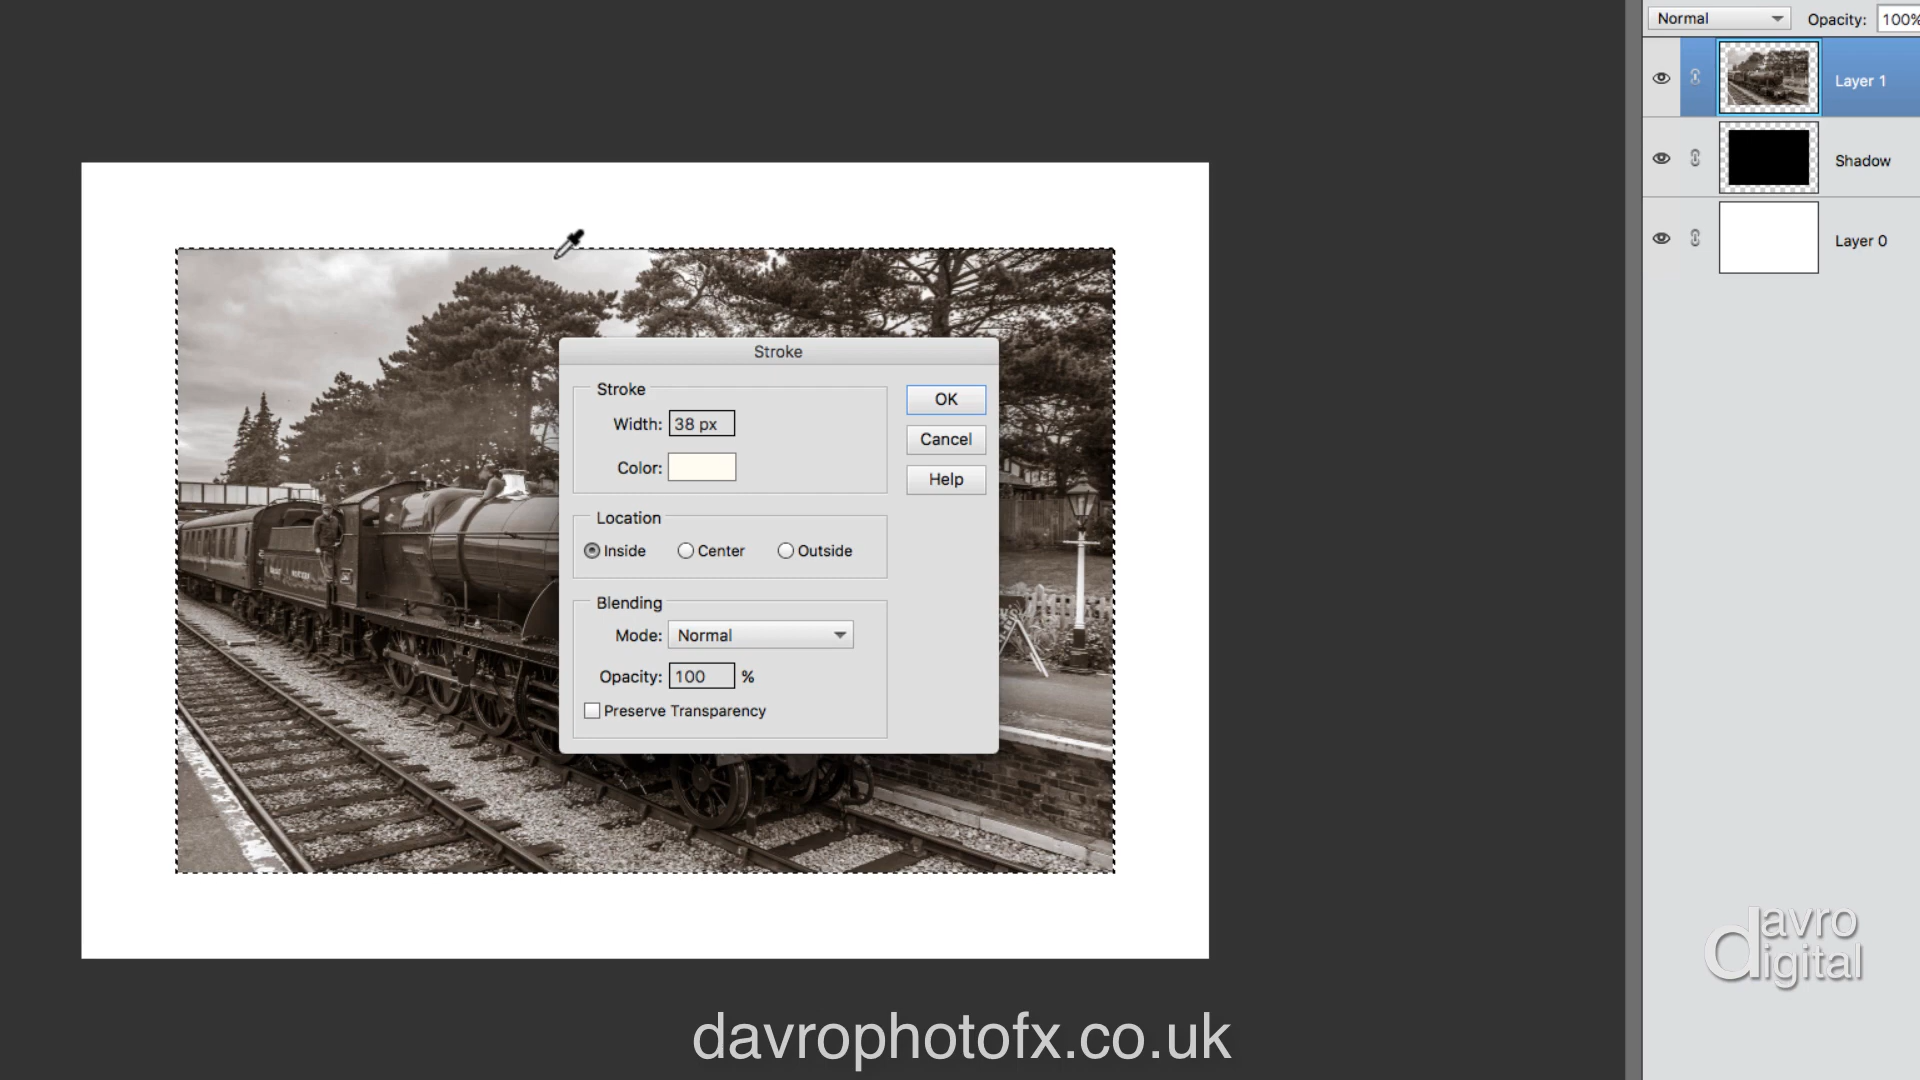 Normal Opacity: 100%
Layer 1
Shadow
Layer 0
Stroke
Stroke
Width: 38 px
Color:
OK
Cancel
Help
Location
Inside Center Outside
Blending
Mode: Normal
Opacity: 100 %
Preserve Transparency
davro
digital
davrophotofx.co.uk